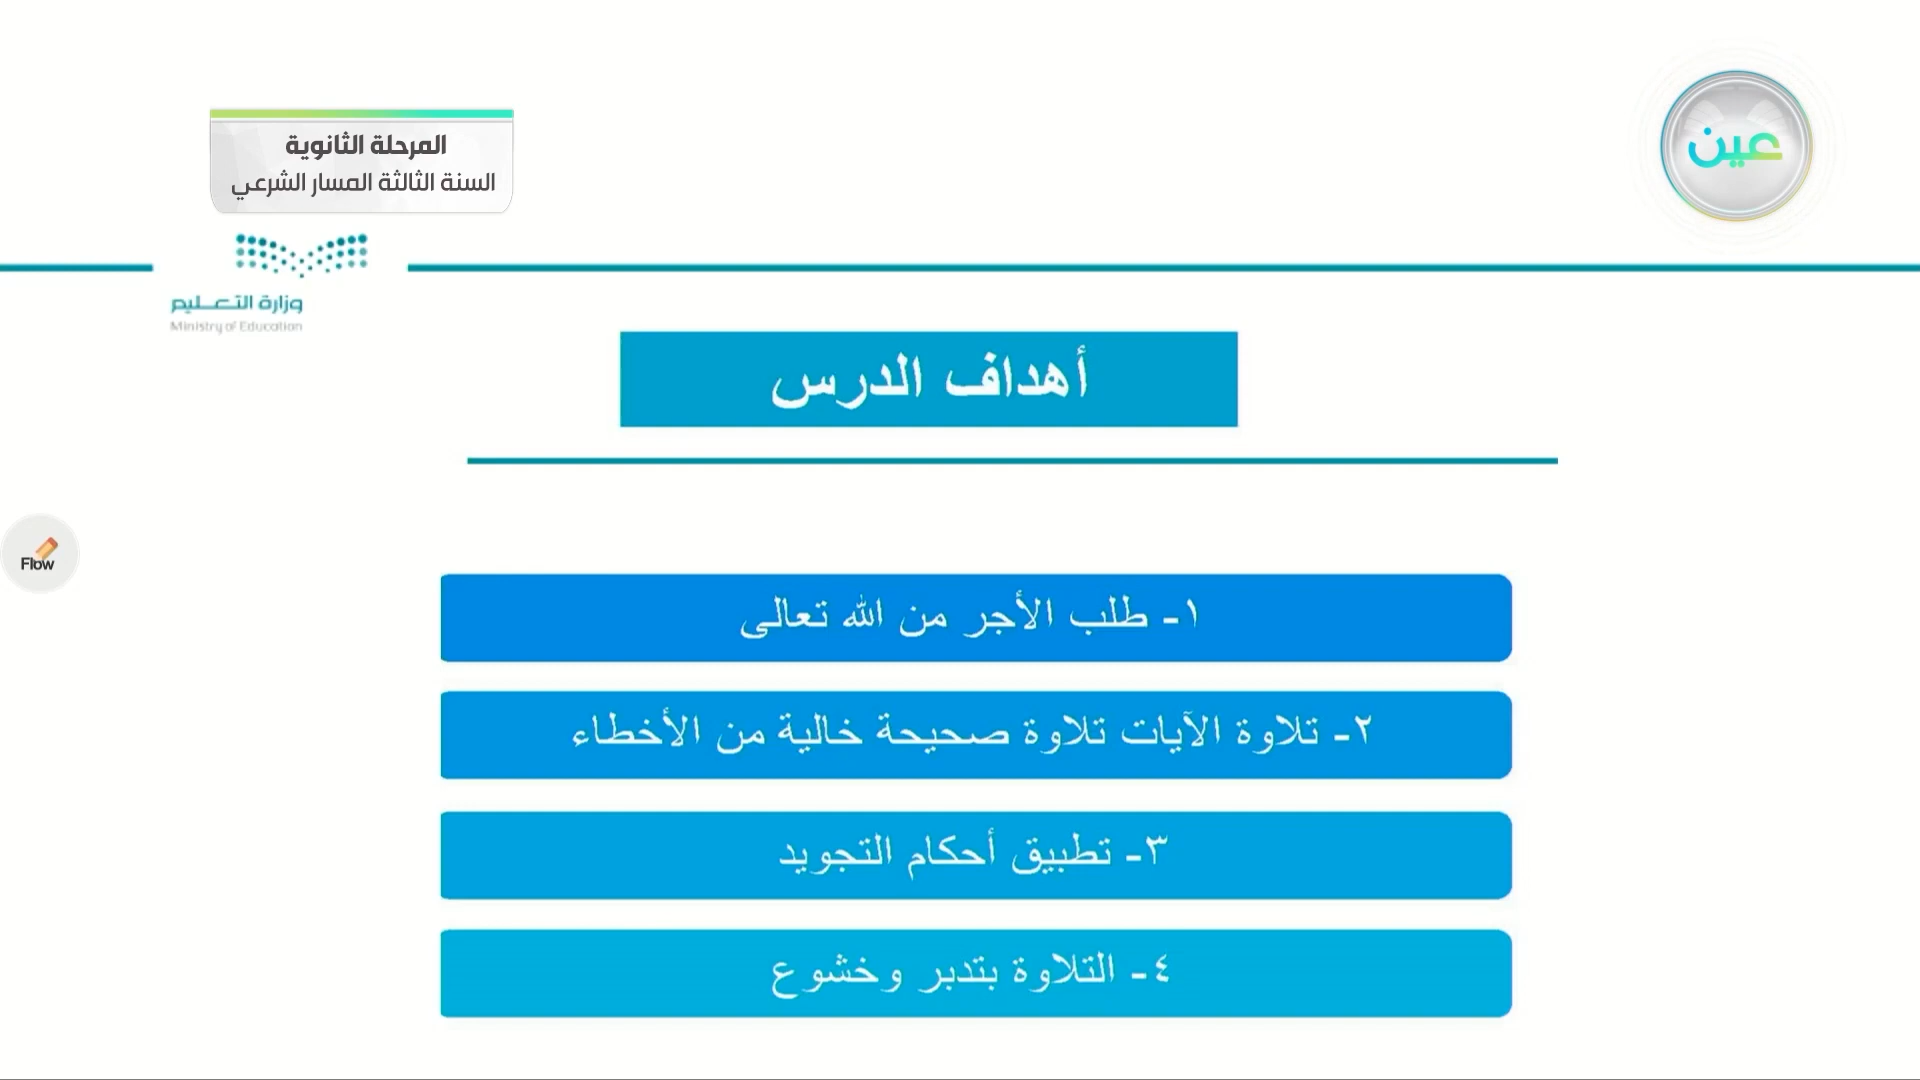 عين
المرحلة الثانوية
السنة الثالثة المسار الشرعي
وزارة التعـــليم
Ministry of Education
أهداف الدرس
Flow
١- طلب الأجر من الله تعالى
٢- تلاوة الآيات تلاوة صحيحة خالية من الأخطاء
٣- تطبيق أحكام التجويد
٤- التلاوة بتدبر وخشوع